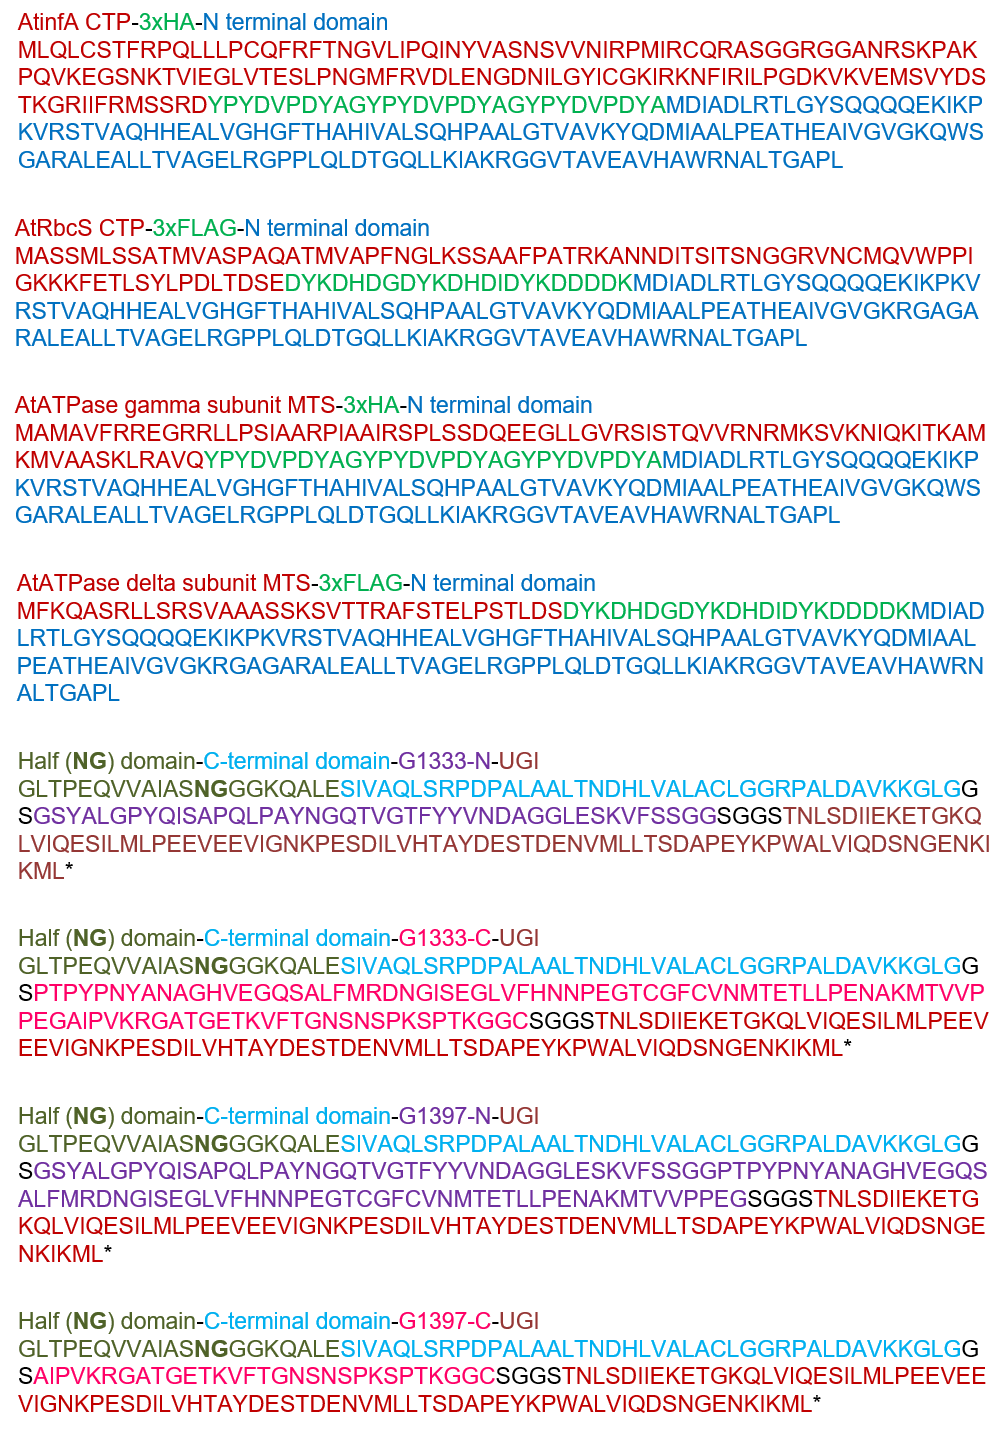 AtinfA CTP-3xHA-N terminal domain
MLQLCSTFRPQLLLPCQFRFTNGVLIPQINYVASNSVVNIRPMIRCQRASGGRGGANRSKPAK
PQVKEGSNKTVIEGLVTESLPNGMFRVDLENGDNILGYICGKIRKNFIRILPGDKVKVEMSVYDS
TKGRIIFRMSSRDYPYDVPDYAGYPYDVPDYAGYPYDVPDYAMDIADLRTLGYSQQQQEKIKP
KVRSTVAQHHEALVGHGFTHAHIVALSQHPAALGTVAVKYQDMIAALPEATHEAIVGVGKQWS
GARALEALLTVAGELRGPPLQLDTGQLLKIAKRGGVTAVEAVHAWRNALTGAPL
AtRbcS CTP-3xFLAG-N terminal domain
MASSMLSSATMVASPAQATMVAPFNGLKSSAAFPATRKANNDITSITSNGGRVNCMQVWPPI
GKKKFETLSYLPDLTDSEDYKDHDGDYKDHDIDYKDDDDKMDIADLRTLGYSQQQQEKIKPKV
RSTVAQHHEALVGHGFTHAHIVALSQHPAALGTVAVKYQDMIAALPEATHEAIVGVGKRGAGA
RALEALLTVAGELRGPPLQLDTGQLLKIAKRGGVTAVEAVHAWRNALTGAPL
AtATPase gamma subunit MTS-3xHA-N terminal domain
MAMAVFRREGRRLLPSIAARPIAAIRSPLSSDQEEGLLGVRSISTQVVRNRMKSVKNIQKITKAM
KMVAASKLRAVQYPYDVPDYAGYPYDVPDYAGYPYDVPDYAMDIADLRTLGYSQQQQEKIKP
KVRSTVAQHHEALVGHGFTHAHIVALSQHPAALGTVAVKYQDMIAALPEATHEAIVGVGKQWS
GARALEALLTVAGELRGPPLQLDTGQLLKIAKRGGVTAVEAVHAWRNALTGAPL
AtATPase delta subunit MTS-3xFLAG-N terminal domain
MFKQASRLLSRSVAAASSKSVTTRAFSTELPSTLDSDYKDHDGDYKDHDIDYKDDDDKMDIAD
LRTLGYSQQQQEKIKPKVRSTVAQHHEALVGHGFTHAHIVALSQHPAALGTVAVKYQDMIAAL
PEATHEAIVGVGKRGAGARALEALLTVAGELRGPPLQLDTGQLLKIAKRGGVTAVEAVHAWRN
ALTGAPL
Half (NG) domain-C-terminal domain-G1333-N-UGI
GLTPEQVVAIASNGGGKQALESIVAQLSRPDPALAALTNDHLVALACLGGRPALDAVKKGLGG
SGSYALGPYQISAPQLPAYNGQTVGTFYYVNDAGGLESKVFSSGGSGGSTNLSDIIEKETGKQ
LVIQESILMLPEEVEEVIGNKPESDILVHTAYDESTDENVMLLTSDAPEYKPWALVIQDSNGENKI
KML*
Half (NG) domain-C-terminal domain-G1333-C-UGI
GLTPEQVVAIASNGGGKQALESIVAQLSRPDPALAALTNDHLVALACLGGRPALDAVKKGLGG
SPTPYPNYANAGHVEGQSALFMRDNGISEGLVFHNNPEGTCGFCVNMTETLLPENAKMTVVP
PEGAIPVKRGATGETKVFTGNSNSPKSPTKGGCSGGSTNLSDIIEKETGKQLVIQESILMLPEEV
EEVIGNKPESDILVHTAYDESTDENVMLLTSDAPEYKPWALVIQDSNGENKIKML*
Half (NG) domain-C-terminal domain-G1397-N-UGI
GLTPEQVVAIASNGGGKQALESIVAQLSRPDPALAALTNDHLVALACLGGRPALDAVKKGLGG
SGSYALGPYQISAPQLPAYNGQTVGTFYYVNDAGGLESKVFSSGGPTPYPNYANAGHVEGQS
ALFMRDNGISEGLVFHNNPEGTCGFCVNMTETLLPENAKMTVVPPEGSGGSTNLSDIIEKETG
KQLVIQESILMLPEEVEEVIGNKPESDILVHTAYDESTDENVMLLTSDAPEYKPWALVIQDSNGE
NKIKML*
Half (NG) domain-C-terminal domain-G1397-C-UGI
GLTPEQVVAIASNGGGKQALESIVAQLSRPDPALAALTNDHLVALACLGGRPALDAVKKGLGG
SAIPVKRGATGETKVFTGNSNSPKSPTKGGCSGGSTNLSDIIEKETGKQLVIQESILMLPEEVEE
VIGNKPESDILVHTAYDESTDENVMLLTSDAPEYKPWALVIQDSNGENKIKML*